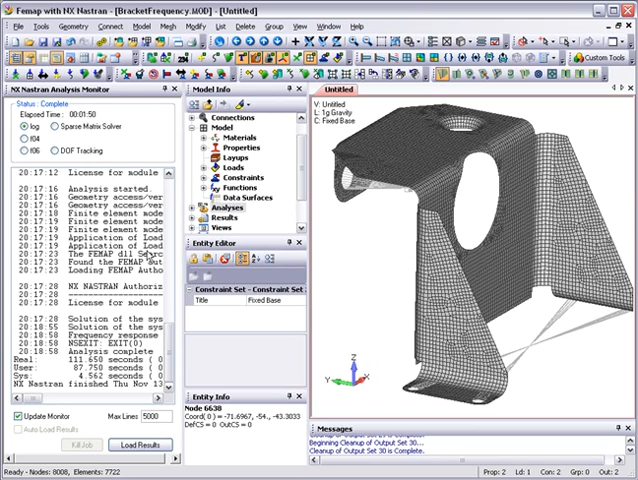 Femap with NX Nastran - [BracketFrequency.MOD] - [Untitled]
File Tools Geometry Connect Model Mesh Modify List Delete Group View Window Help
Custom Tools
NX Nastran Analysis Monitor
Status : Complete
Elapsed Time : 00:01:50
log Sparse Matrix Solver
f04
f06 DOF Tracking
20:17:12 License for module
20:17:16 Analysis started.
20:17:16 Geometry access/ver
20:17:16 Geometry access/ver
20:17:18 Finite element mode
20:17:19 Finite element mode
20:17:19 Finite element mode
20:17:19 Application of Load
20:17:19 Application of Load
20:17:23 The FEMAP dll
20:17:23 Found the FEMAP
20:17:23 Loading FEMAP Autho
20:17:28 NX NASTRAN Authoriz
20:17:28 --------------------
20:17:28 License for module
20:17:28 Solution of the sys
20:18:55 Solution of the sys
20:18:58 Frequency response
20:18:58 NSEXIT: EXIT(0)
20:18:58 Analysis complete
Real: 111.650 seconds ( 0
User: 87.750 seconds ( 0
Sys: 4.562 seconds ( 0
NX Nastran finished Thu Nov 13
Update Monitor Max Lines 5000
Auto Load Results
Kill Job Load Results
Model Info
Connections
Model
Materials
Properties
Layups
Loads
Constraints
Functions
Data Surfaces
Analyses
Results
Views
Entity Editor
Constraint Set - Constraint S
Title Fixed Base
Entity Info
Node 6638
Coord( 0 ) = -71.6967, -54., -43.3033
DefCS = 0 OutCS = 0
Untitled
V: Untitled
L: 1g Gravity
C: Fixed Base
Z
Y
X
Messages
Cleanup of Output Set 29 is Complete.
Beginning Cleanup of Output Set 30...
Cleanup of Output Set 30 is Complete.
Ready - Nodes: 8008, Elements: 7722
Prop: 2 Ld: 1 Con: 2 Grp: 0 Out: 2